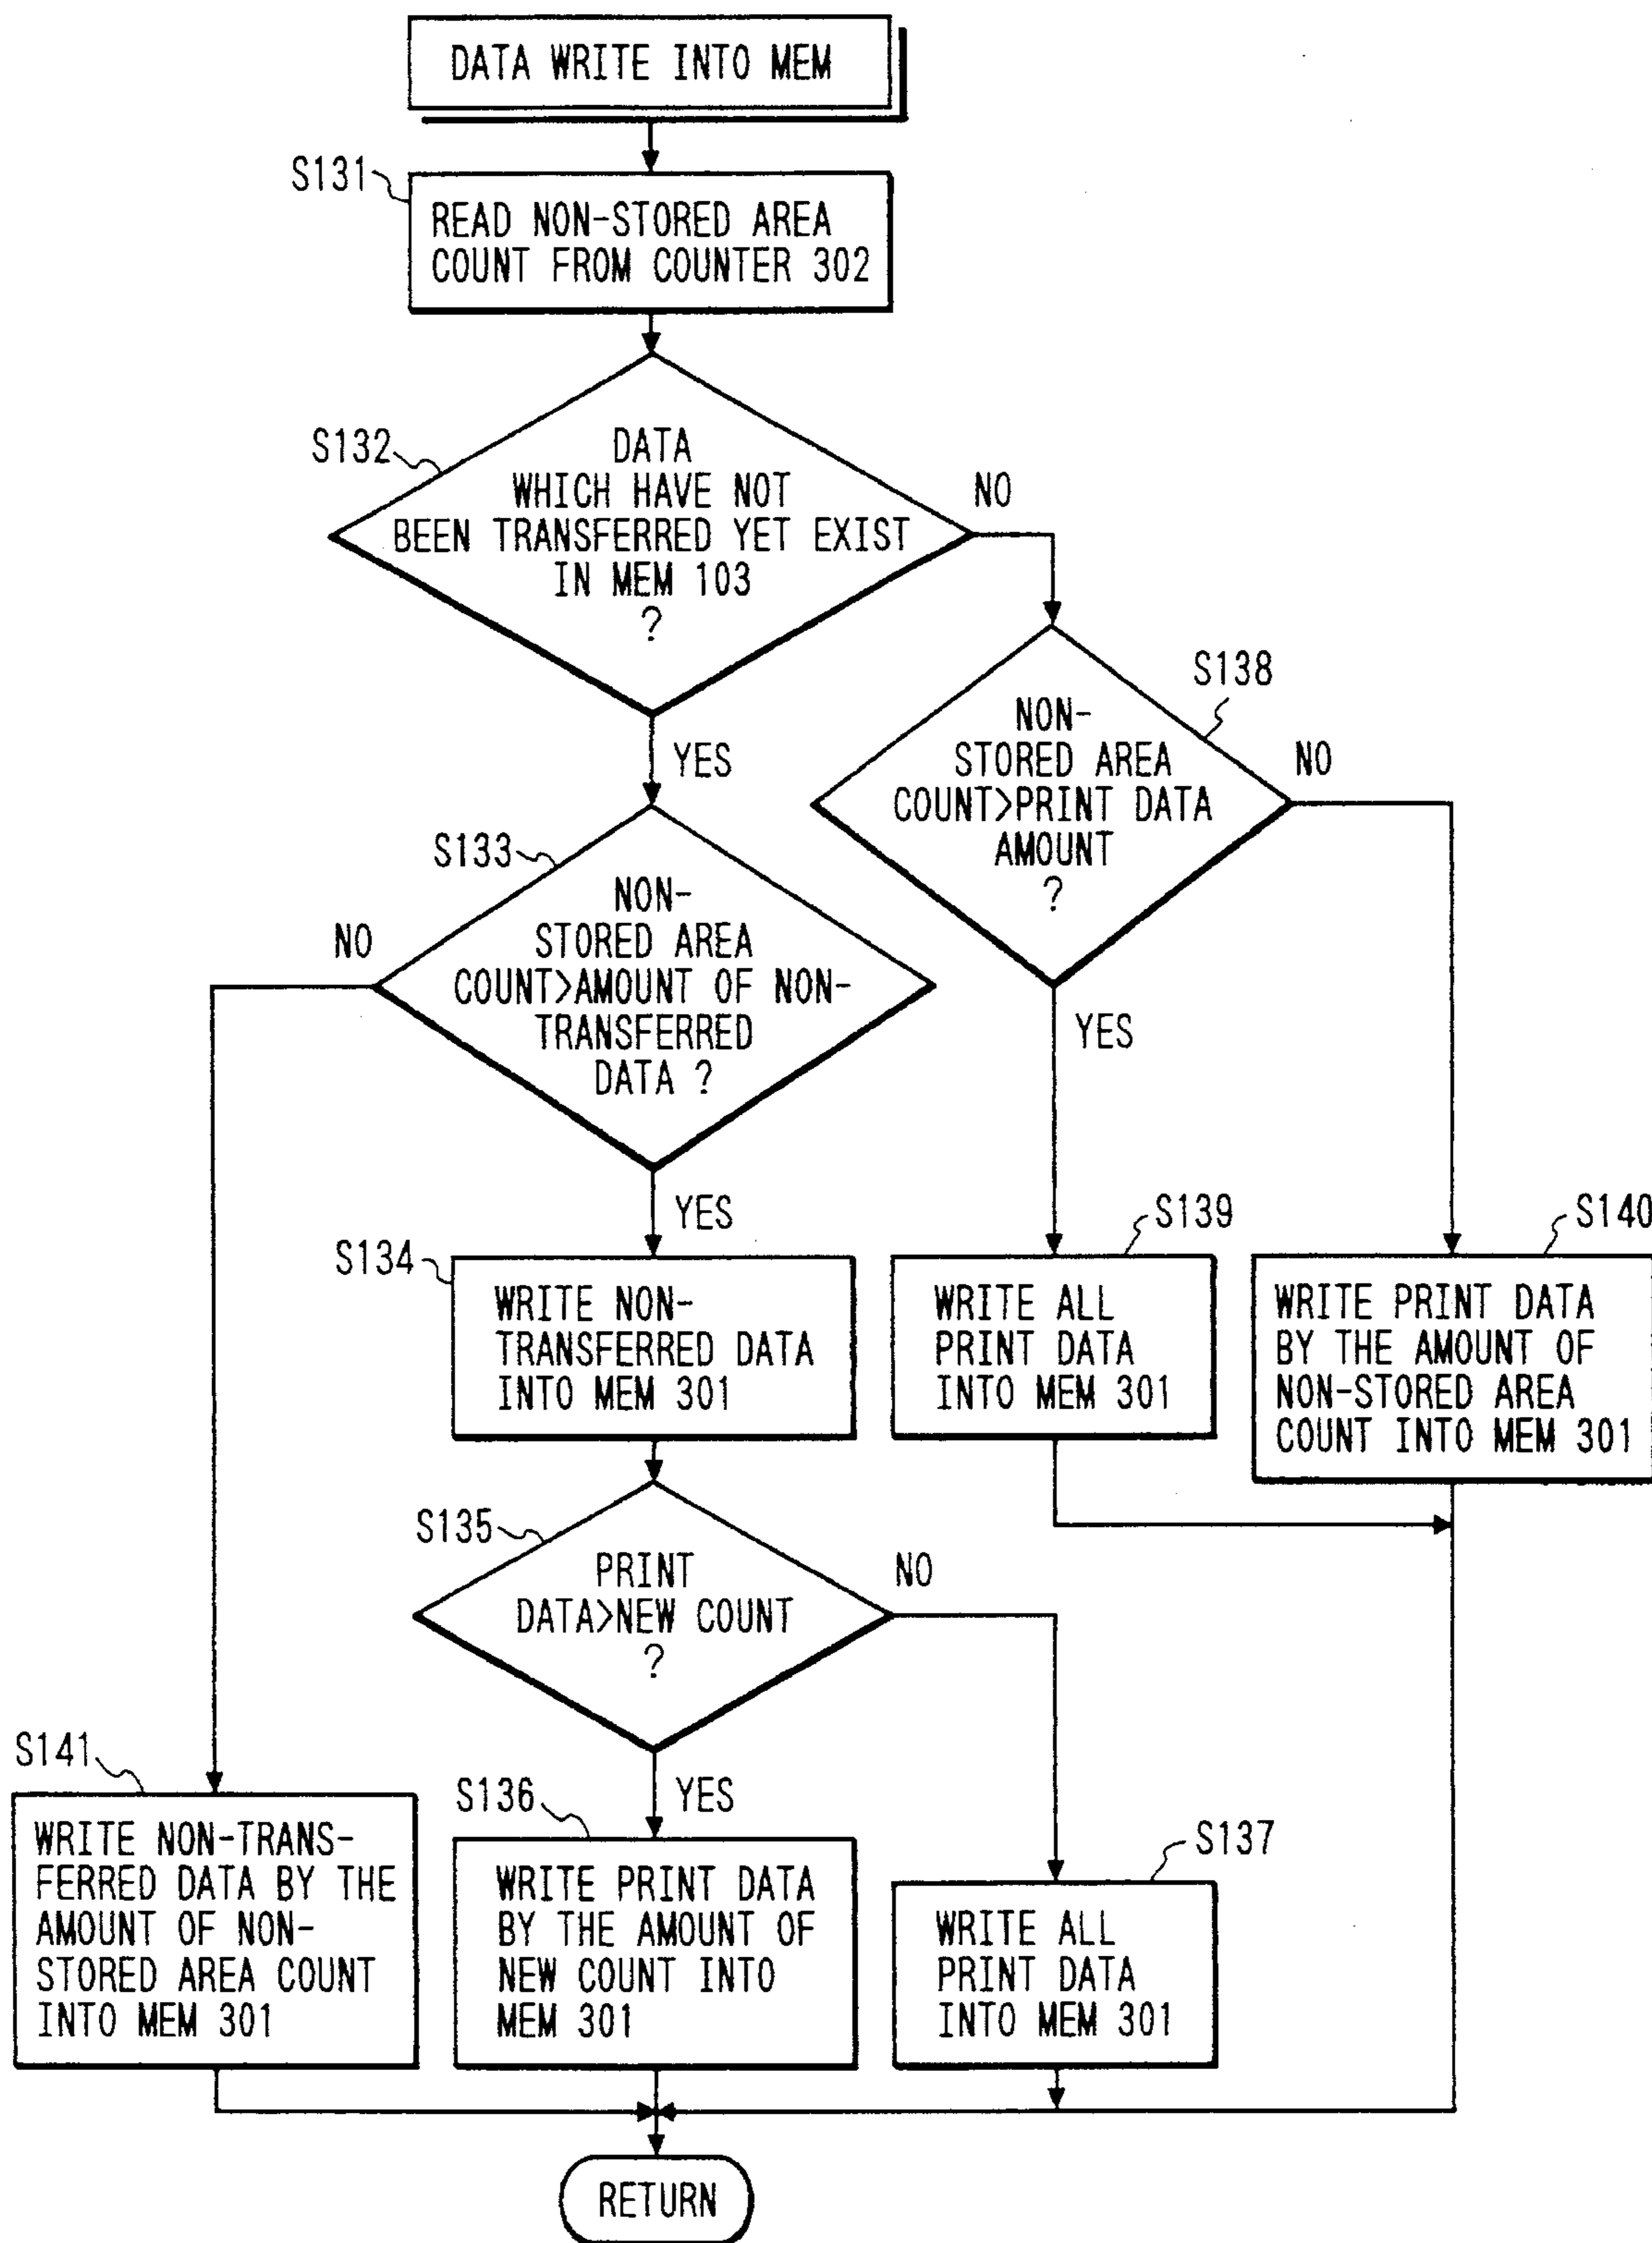 DATA WRITE INTO MEM
S131
READ NON-STORED AREA
COUNT FROM COUNTER 302
S132
DATA
WHICH HAVE NOT
BEEN TRANSFERRED YET EXIST
IN MEM 103
?
NO
YES
S138
NON-
STORED AREA
COUNT>PRINT DATA
AMOUNT
?
NO
YES
S133
NON-
STORED AREA
COUNT>AMOUNT OF NON-
TRANSFERRED
DATA ?
NO
YES
S134
WRITE NON-
TRANSFERRED DATA
INTO MEM 301
S139
WRITE ALL
PRINT DATA
INTO MEM 301
S140
WRITE PRINT DATA
BY THE AMOUNT OF
NON-STORED AREA
COUNT INTO MEM 301
S135
PRINT
DATA>NEW COUNT
?
NO
YES
S141
WRITE NON-TRANS-
FERRED DATA BY THE
AMOUNT OF NON-
STORED AREA COUNT
INTO MEM 301
S136
WRITE PRINT DATA
BY THE AMOUNT OF
NEW COUNT INTO
MEM 301
S137
WRITE ALL
PRINT DATA
INTO MEM 301
RETURN